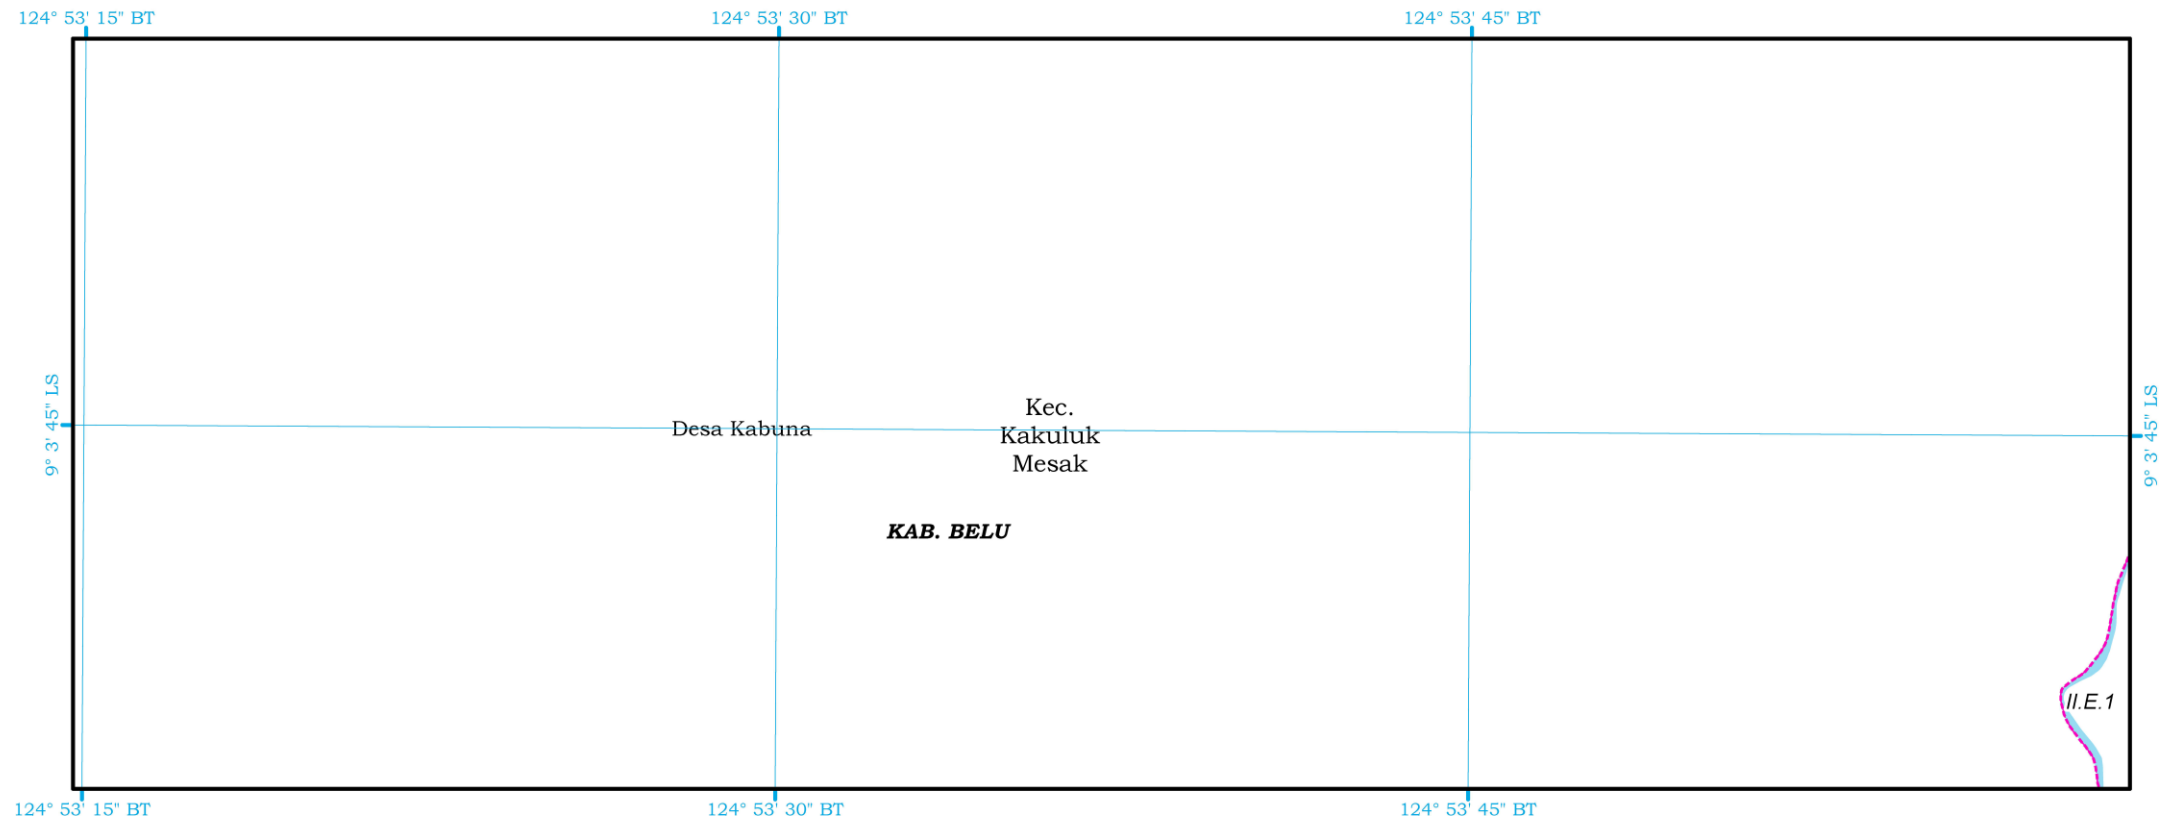 124° 53' 15" BT
124° 53' 30" BT
124° 53' 45" BT
9° 3' 45" LS
9° 3' 45" LS
Desa Kabuna
Kec.
Kakuluk
Mesak
KAB. BELU
II.E.1
124° 53' 15" BT
124° 53' 30" BT
124° 53' 45" BT